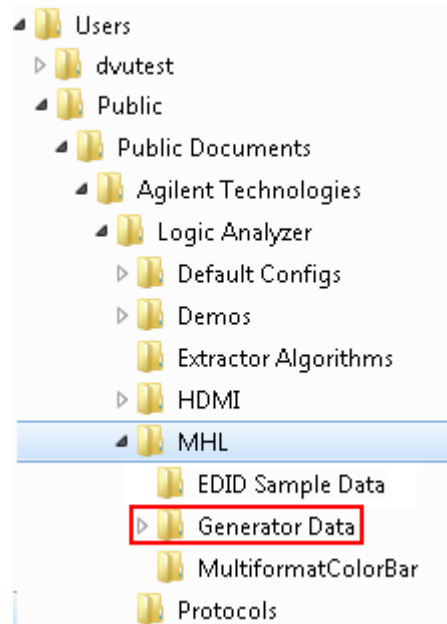 Users
dvutest
Public
Public Documents
Agilent Technologies
Logic Analyzer
Default Configs
Demos
Extractor Algorithms
HDMI
MHL
EDID Sample Data
Generator Data
MultiformatColorBar
Protocols